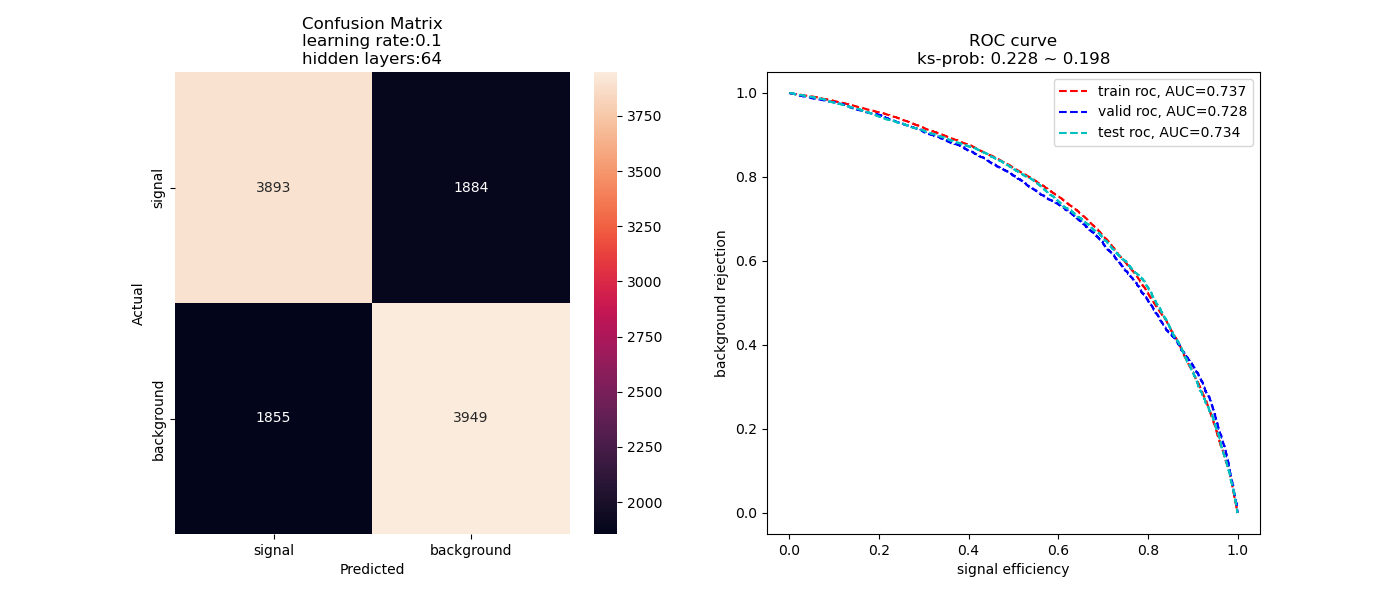 Confusion Matrix
learning rate:0.1
hidden layers:64
signal
background
Actual
3893
1884
1855
3949
signal
background
Predicted
3750
3500
3250
3000
2750
2500
2250
2000
ROC curve
ks-prob: 0.228 ~ 0.198
train roc, AUC=0.737
valid roc, AUC=0.728
test roc, AUC=0.734
background rejection
1.0
0.8
0.6
0.4
0.2
0.0
0.0
0.2
0.4
0.6
0.8
1.0
signal efficiency